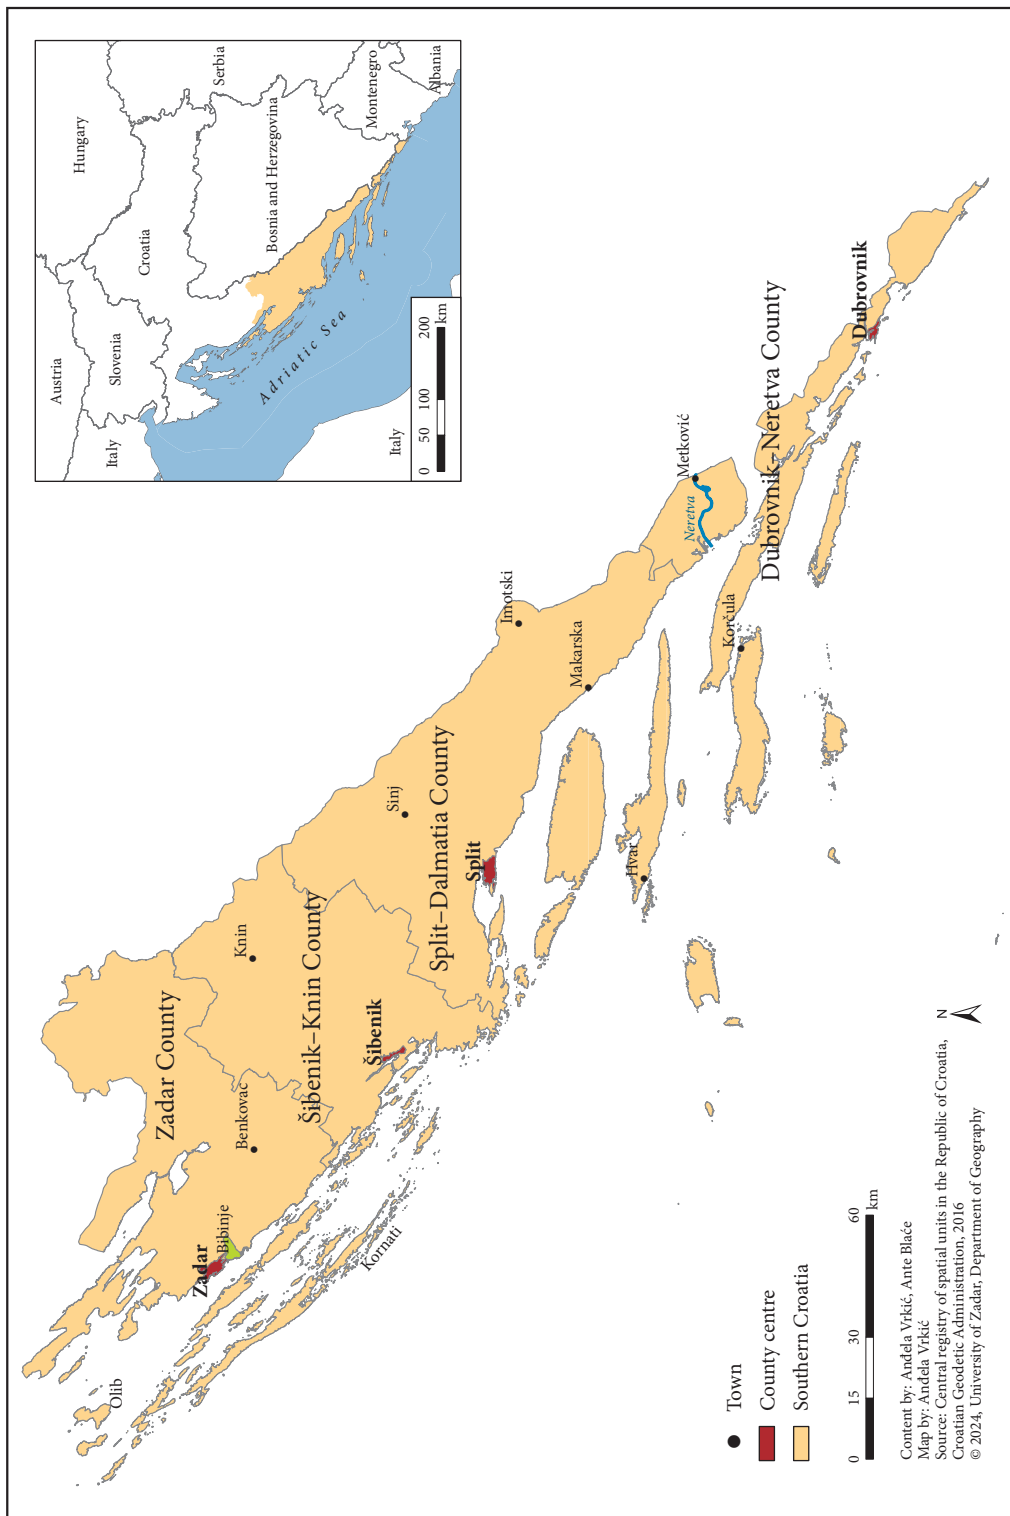 Austria
Hungary
Slovenia
Croatia
Serbia
Italy
Bosnia and Herzegovina
Montenegro
Albania
Adriatic Sea
Italy
0 50 100 200
km
Olib
Zadar County
Zadar
Bibinje
Benkovac
Knin
Kornati
Šibenik–Knin County
Šibenik
Sinj
Split–Dalmatia County
Split
Imotski
Makarska
Hvar
Metković
Neretva
Korčula
Dubrovnik–Neretva County
Dubrovnik
Town
County centre
Southern Croatia
0 15 30 60
km
N
Content by: Anđela Vrkić, Ante Blaće
Map by: Anđela Vrkić
Source: Central registry of spatial units in the Republic of Croatia,
Croatian Geodetic Administration, 2016
© 2024, University of Zadar, Department of Geography